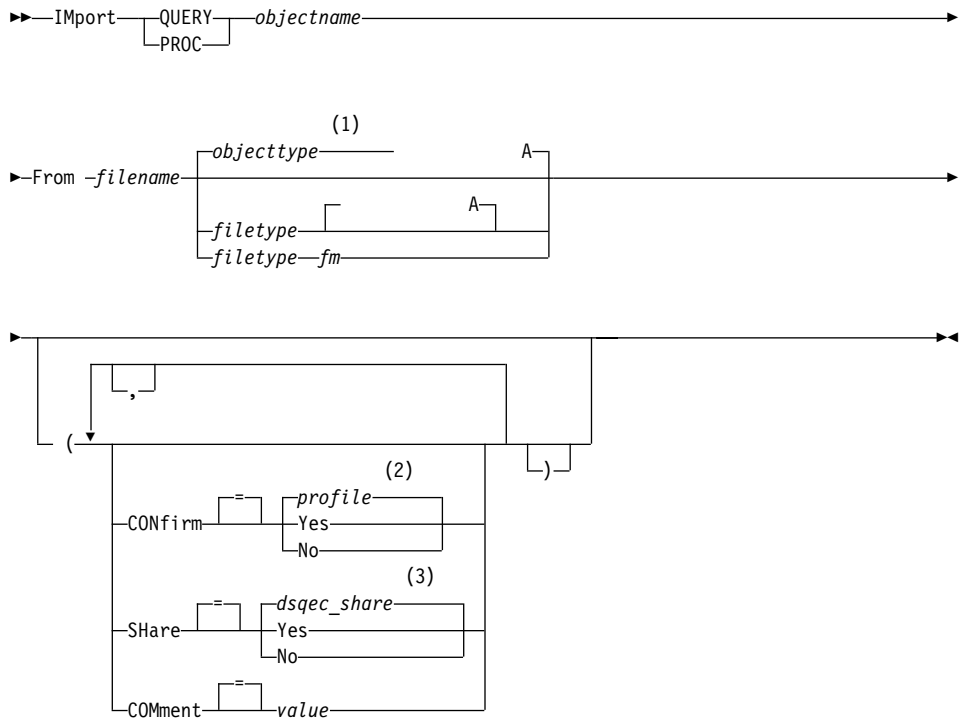 IMport QUERY objectname
PROC
(1)
objecttype A
From filename
A
filetype
filetype fm
,
( )
(2)
= profile
CONfirm Yes
No
(3)
= dsqec_share
SHare Yes
No
=
COMment value